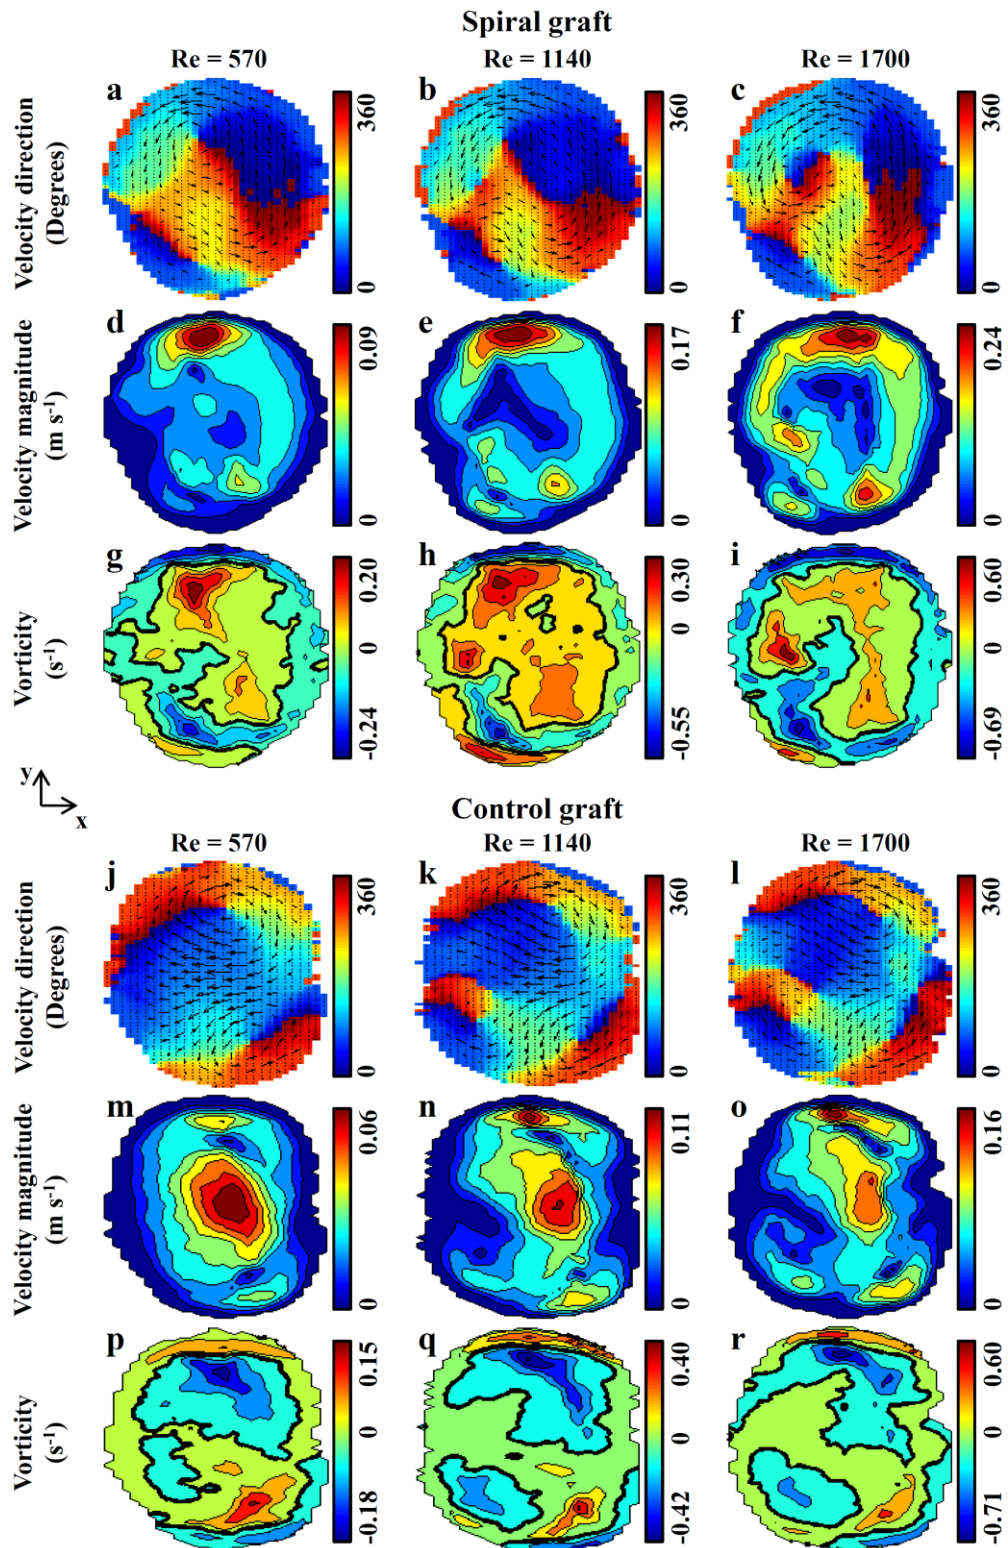 Spiral graft
Re = 570 Re = 1140 Re = 1700
Velocity direction
(Degrees)
a 360 0 b 360 0 c 360 0
Velocity magnitude
(m s⁻¹)
d 0.09 0 e 0.17 0 f 0.24 0
Vorticity
(s⁻¹)
g 0.20 0 -0.24 h 0.30 0 -0.55 i 0.60 0 -0.69
y
x
Control graft
Re = 570 Re = 1140 Re = 1700
Velocity direction
(Degrees)
j 360 0 k 360 0 l 360 0
Velocity magnitude
(m s⁻¹)
m 0.06 0 n 0.11 0 o 0.16 0
Vorticity
(s⁻¹)
p 0.15 0 -0.18 q 0.40 0 -0.42 r 0.60 0 -0.71